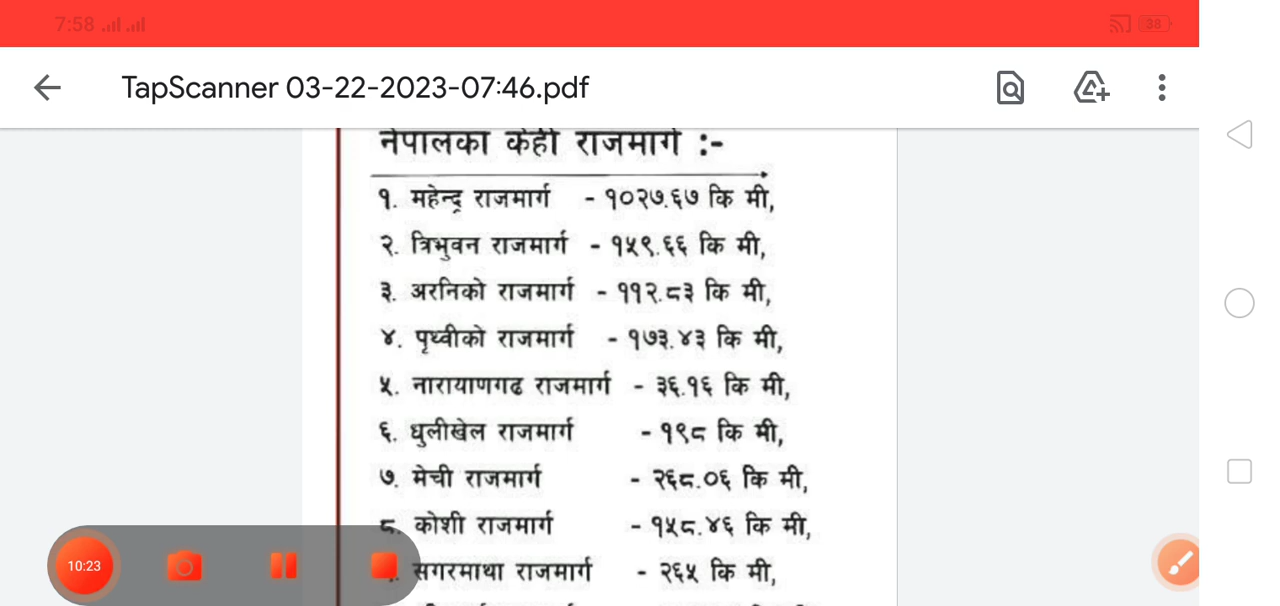 7:58
38
TapScanner 03-22-2023-07:46.pdf
नेपालका केही राजमार्ग :-
१. महेन्द्र राजमार्ग - १०२७.६७ कि मी,
२. त्रिभुवन राजमार्ग - १५९.६६ कि मी,
३. अरनिको राजमार्ग - ११२.८३ कि मी,
४. पृथ्वीको राजमार्ग - १७३.४३ कि मी,
५. नारायाणगढ राजमार्ग - ३६.१६ कि मी,
६. धुलीखेल राजमार्ग - १९८ कि मी,
७. मेची राजमार्ग - २६८.०६ कि मी,
८. कोशी राजमार्ग - १५८.४६ कि मी,
सगरमाथा राजमार्ग - २६५ कि मी,
10:23